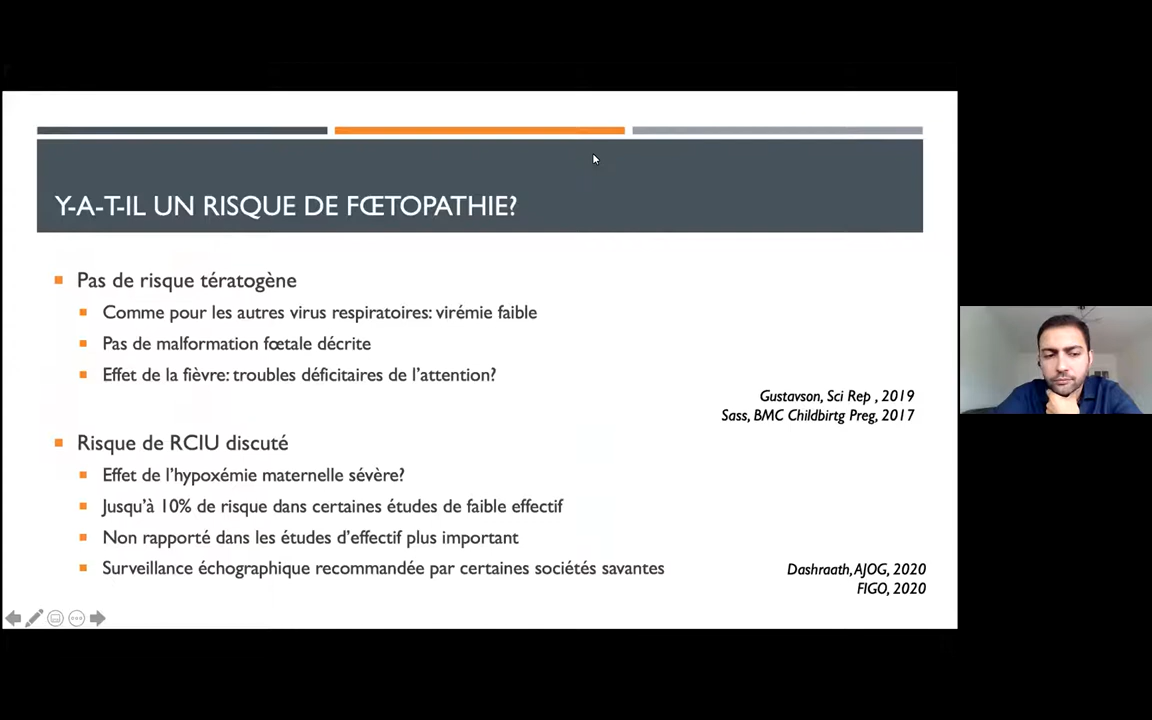 Y-A-T-IL UN RISQUE DE FŒTOPATHIE?
Pas de risque tératogène
Comme pour les autres virus respiratoires: virémie faible
Pas de malformation fœtale décrite
Effet de la fièvre: troubles déficitaires de l'attention?
Gustavson, Sci Rep , 2019
Sass, BMC Childbirtg Preg, 2017
Risque de RCIU discuté
Effet de l'hypoxémie maternelle sévère?
Jusqu'à 10% de risque dans certaines études de faible effectif
Non rapporté dans les études d'effectif plus important
Surveillance échographique recommandée par certaines sociétés savantes
Dashraath, AJOG, 2020
FIGO, 2020